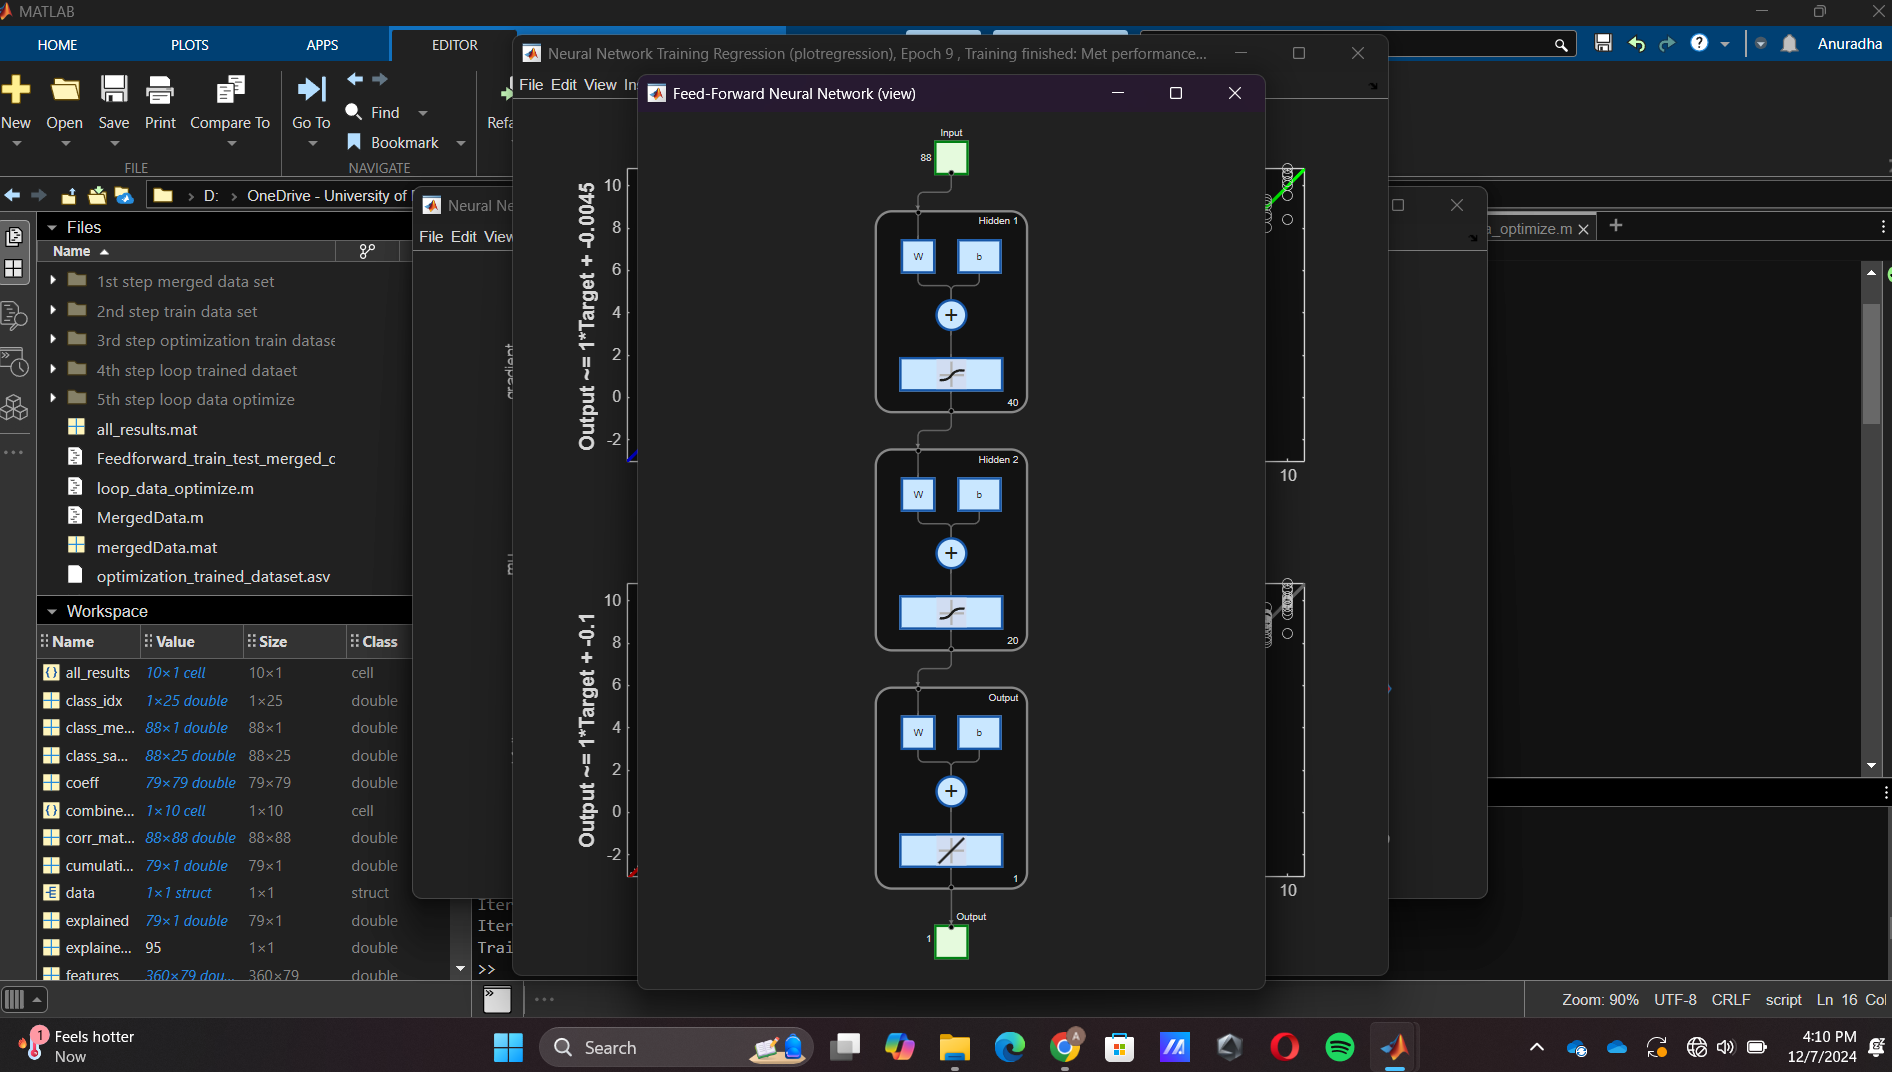 MATLAB
HOME
PLOTS
APPS
EDITOR
Anuradha
New
Open
Save
Print
Compare To
Go To
Find
Bookmark
FILE
NAVIGATE
D:
OneDrive - University of
Neural Network Training Regression (plotregression), Epoch 9 , Training finished: Met performance...
File Edit View
Feed-Forward Neural Network (view)
File Edit View
a_optimize.m
Files
Name
1st step merged data set
2nd step train data set
3rd step optimization train datase
4th step loop trained dataet
5th step loop data optimize
all_results.mat
Feedforward_train_test_merged_c
loop_data_optimize.m
MergedData.m
mergedData.mat
optimization_trained_dataset.asv
Workspace
Name Value Size Class
all_results 10×1 cell 10×1 cell
class_idx 1×25 double 1×25 double
class_me... 88×1 double 88×1 double
class_sa... 88×25 double 88×25 double
coeff 79×79 double 79×79 double
combine... 1×10 cell 1×10 cell
corr_mat... 88×88 double 88×88 double
cumulati... 79×1 double 79×1 double
data 1×1 struct 1×1 struct
explained 79×1 double 79×1 double
explaine... 95 1×1 double
features 360×79 dou... 360×79 double
gradient
Output ~= 1*Target + -0.0045
10
8
6
4
2
0
-2
10
Output ~= 1*Target + -0.1
10
8
6
4
2
0
-2
10
Input
88
Hidden 1
W
b
+
40
Hidden 2
W
b
+
20
Output
W
b
+
1
Output
1
>>
Zoom: 90% UTF-8 CRLF script Ln 16
Feels hotter
Now
1
Search
4:10 PM
12/7/2024